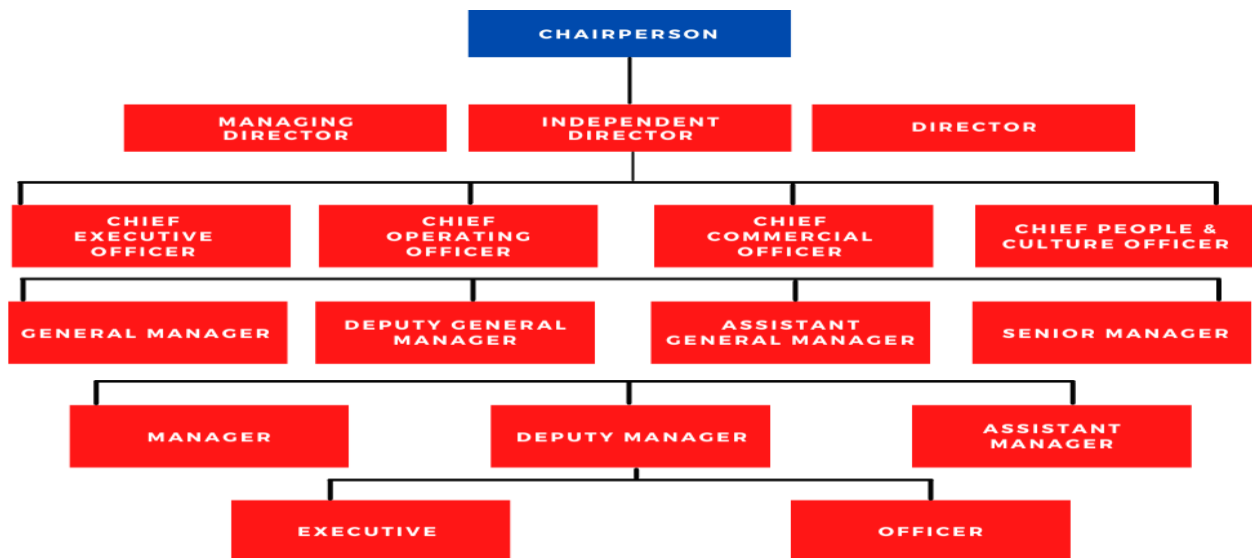 CHAIRPERSON
MANAGING
DIRECTOR
INDEPENDENT
DIRECTOR
DIRECTOR
CHIEF
EXECUTIVE
OFFICER
CHIEF
OPERATING
OFFICER
CHIEF
COMMERCIAL
OFFICER
CHIEF PEOPLE &
CULTURE OFFICER
GENERAL MANAGER
DEPUTY GENERAL
MANAGER
ASSISTANT
GENERAL MANAGER
SENIOR MANAGER
MANAGER
DEPUTY MANAGER
ASSISTANT
MANAGER
EXECUTIVE
OFFICER